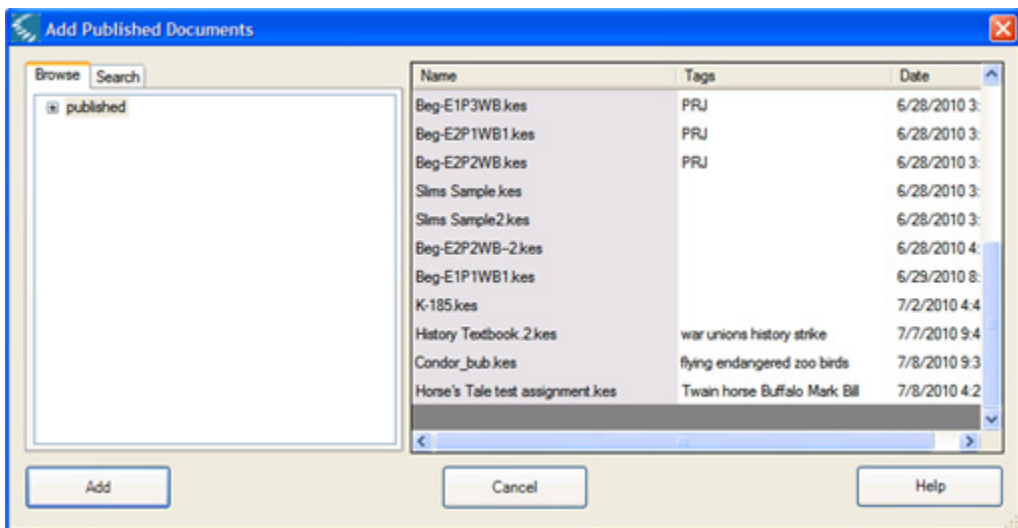 Add Published Documents
Browse Search
published
Name Tags Date
Beg-E1P3WB.kes PRJ 6/28/2010 3:
Beg-E2P1WB1.kes PRJ 6/28/2010 3:
Beg-E2P2WB.kes PRJ 6/28/2010 3:
Slims Sample.kes 6/28/2010 3:
Slims Sample2.kes 6/28/2010 3:
Beg-E2P2WB--2.kes 6/28/2010 4:
Beg-E1P1WB1.kes 6/29/2010 8:
K-185.kes 7/2/2010 4:4
History Textbook.2.kes war unions history strike 7/7/2010 9:4
Condor_bub.kes flying endangered zoo birds 7/8/2010 9:3
Horse's Tale test assignment.kes Twain horse Buffalo Mark Bill 7/8/2010 4:2
Add Cancel Help